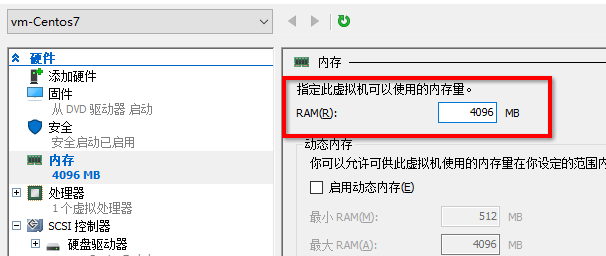 vm-Centos7
硬件
添加硬件
固件
从 DVD 驱动器 启动
安全
安全启动已启用
内存
4096 MB
处理器
1 个虚拟处理器
SCSI 控制器
硬盘驱动器
内存
指定此虚拟机可以使用的内存量。
RAM(R): 4096 MB
动态内存
你可以允许可供此虚拟机使用的内存量在你设定的范围内
启用动态内存(E)
最小 RAM(M): 512 MB
最大 RAM(A): 4096 MB